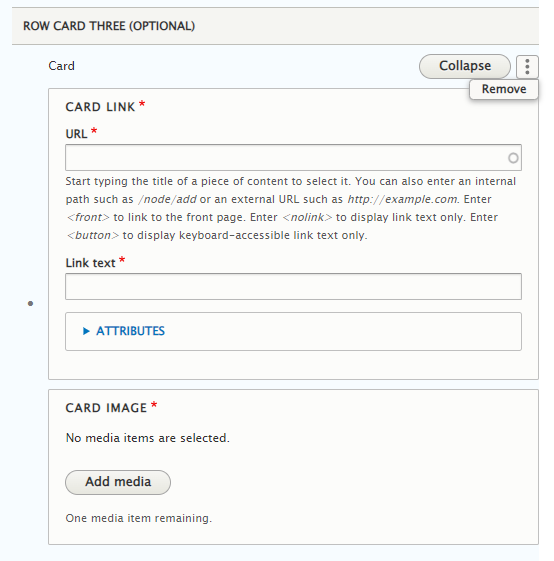 ROW CARD THREE (OPTIONAL)
Card
Collapse
Remove
CARD LINK *
URL *
Start typing the title of a piece of content to select it. You can also enter an internal
path such as /node/add or an external URL such as http://example.com. Enter
<front> to link to the front page. Enter <nolink> to display link text only. Enter
<button> to display keyboard-accessible link text only.
Link text *
ATTRIBUTES
CARD IMAGE *
No media items are selected.
Add media
One media item remaining.